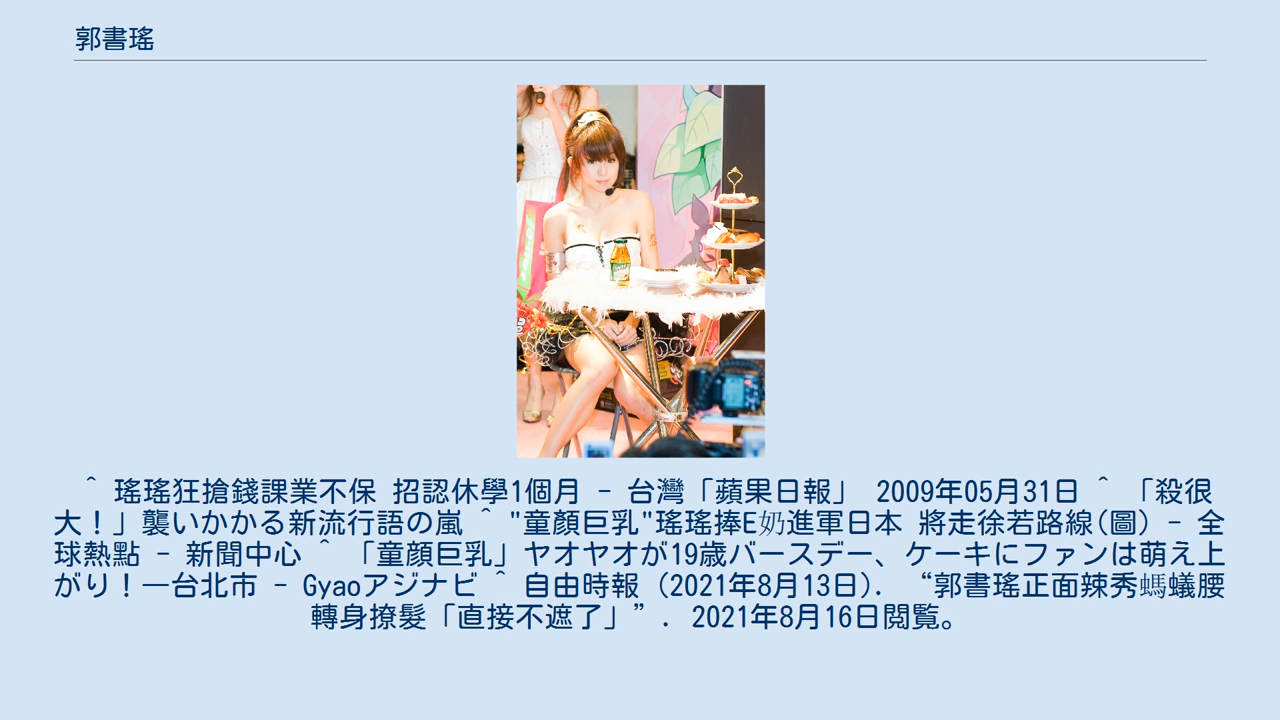 郭書瑤
^ 瑤瑤狂搶錢課業不保 招認休學1個月 - 台灣「蘋果日報」 2009年05月31日 ^ 「殺很
大！」襲いかかる新流行語の嵐 ^ "童顏巨乳"瑤瑤捧E奶進軍日本 將走徐若路線(圖) - 全
球熱點 - 新聞中心 ^ 「童顔巨乳」ヤオヤオが19歳バースデー、ケーキにファンは萌え上
がり！―台北市 - Gyaoアジナビ ^ 自由時報 (2021年8月13日). “郭書瑤正面辣秀螞蟻腰
轉身撩髮「直接不遮了」”. 2021年8月16日閲覧。